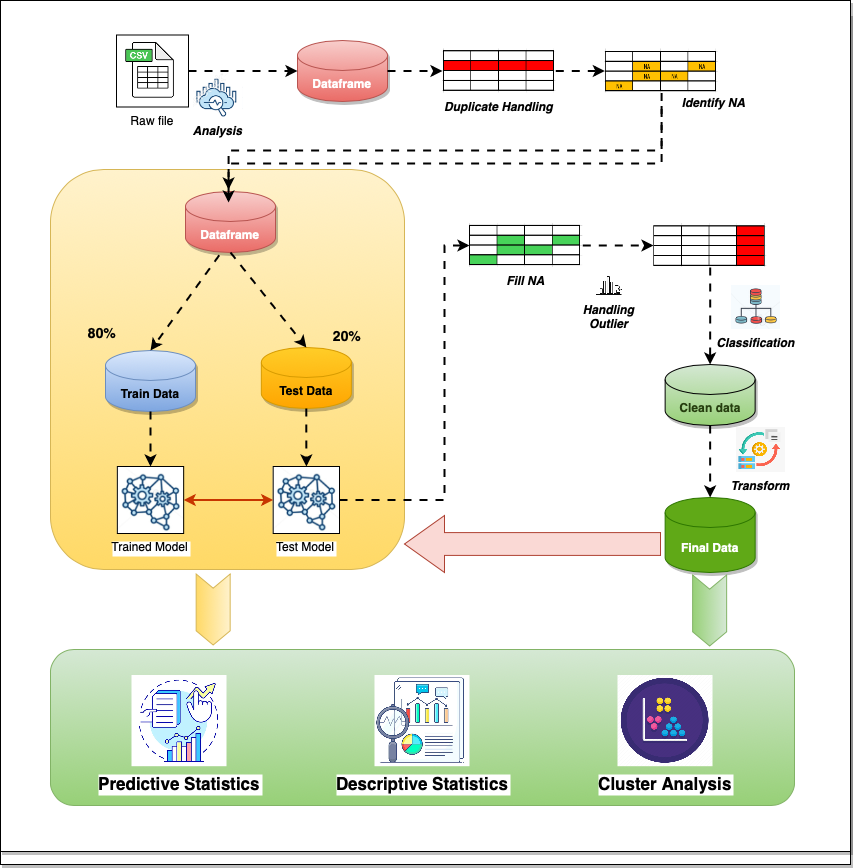 CSV
Raw file
Analysis
Dataframe
Duplicate Handling
NA
NA
NA
NA
NA
Identify NA
Dataframe
80%
20%
Train Data
Test Data
Trained Model
Test Model
Fill NA
Handling
Outlier
Classification
Clean data
Transform
Final Data
Predictive Statistics
Descriptive Statistics
Cluster Analysis